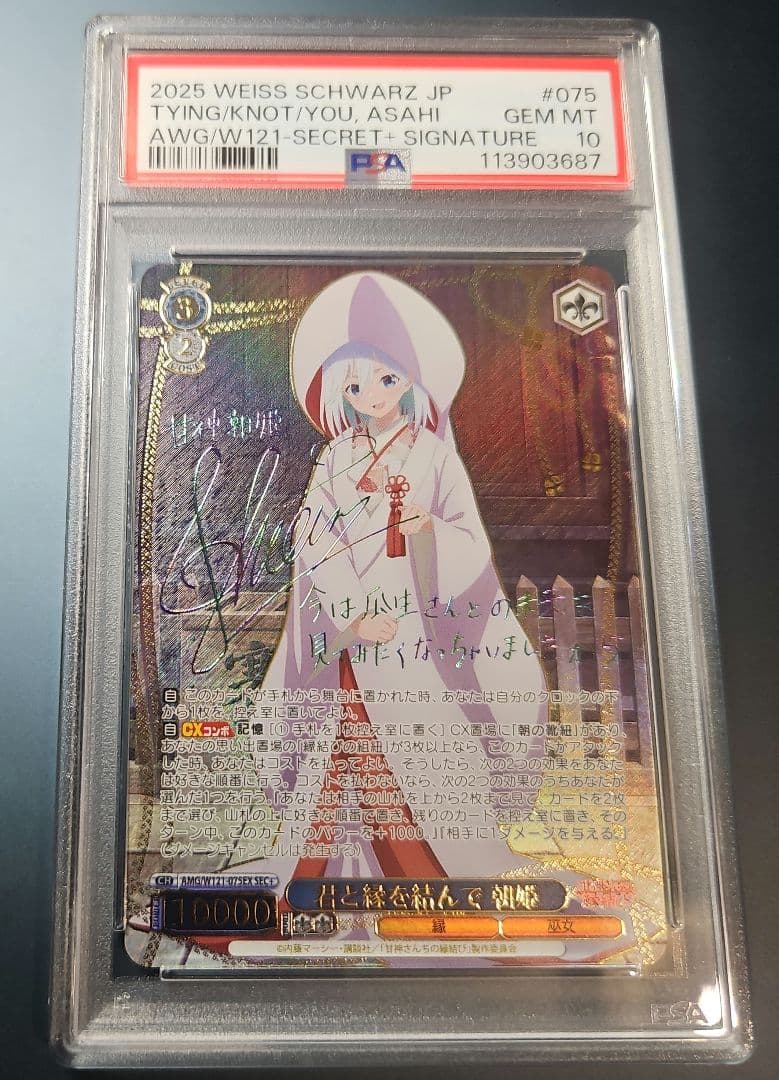 2025 WEISS SCHWARZ JP #075
TYING/KNOT/YOU, ASAHI GEM MT
AWG/W121-SECRET+ SIGNATURE 10
PSA 113903687
LEVEL
3
2
COST
甘神朝姫
今は瓜生さんとの
見てみたくなっちゃいました
自 このカードが手札から舞台に置かれた時、あなたは自分のクロックの下
から1枚を、控え室に置いてよい。
自 CXコンボ 記憶 [① 手札を1枚控え室に置く] CX置場に「朝の靴紐」があり、
あなたの思い出置場の「縁結びの組紐」が3枚以上なら、このカードがアタック
した時、あなたはコストを払ってよい。そうしたら、次の2つの効果をあなた
は好きな順番に行う。コストを払わないなら、次の2つの効果のうちあなたが
選んだ1つを行う。『あなたは相手の山札を上から2枚まで見て、カードを2枚
まで選び、山札の上に好きな順番で置き、残りのカードを控え室に置き、その
ターン中、このカードのパワーを+1000。』『相手に1ダメージを与える。』
(ダメージキャンセルは発生する)
CH AMG/W121-075EX SEC+
君と縁を結んで 朝姫
10000
縁 巫女
©内藤マーシー・講談社／「甘神さんちの縁結び」製作委員会
PSA